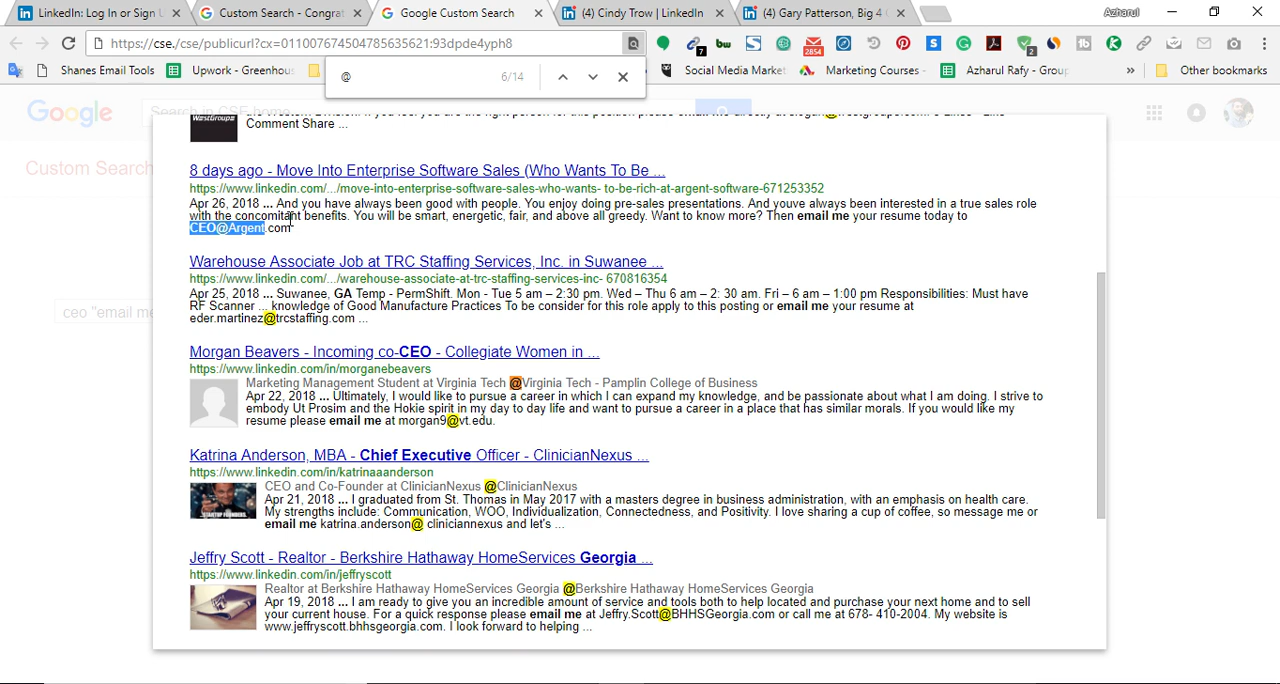 LinkedIn: Log In or Sign U
Custom Search - Congrat
Google Custom Search
(4) Cindy Trow | LinkedIn
(4) Gary Patterson, Big 4 C
Azharul
https://cse./cse/publicurl?cx=011007674504785635621:93dpde4yph8
7
bw
2854
2
Shanes Email Tools
Upwork - Greenhous
@
6/14
Social Media Market
Marketing Courses -
Azharul Rafy - Group
»
Other bookmarks
Google
Search in CSE home
Custom Search
ceo "email me
WestGroups
Comment Share ...
8 days ago - Move Into Enterprise Software Sales (Who Wants To Be ...
https://www.linkedin.com/.../move-into-enterprise-software-sales-who-wants- to-be-rich-at-argent-software-671253352
Apr 26, 2018 ... And you have always been good with people. You enjoy doing pre-sales presentations. And youve always been interested in a true sales role
with the concomitant benefits. You will be smart, energetic, fair, and above all greedy. Want to know more? Then email me your resume today to
CEO@Argent.com
Warehouse Associate Job at TRC Staffing Services, Inc. in Suwanee ...
https://www.linkedin.com/.../warehouse-associate-at-trc-staffing-services-inc- 670816354
Apr 25, 2018 ... Suwanee, GA Temp - PermShift. Mon - Tue 5 am – 2:30 pm. Wed – Thu 6 am – 2: 30 am. Fri – 6 am – 1:00 pm Responsibilities: Must have
RF Scanner ... knowledge of Good Manufacture Practices To be consider for this role apply to this posting or email me your resume at
eder.martinez@trcstaffing.com ...
Morgan Beavers - Incoming co-CEO - Collegiate Women in ...
https://www.linkedin.com/in/morganebeavers
Marketing Management Student at Virginia Tech @Virginia Tech - Pamplin College of Business
Apr 22, 2018 ... Ultimately, I would like to pursue a career in which I can expand my knowledge, and be passionate about what I am doing. I strive to
embody Ut Prosim and the Hokie spirit in my day to day life and want to pursue a career in a place that has similar morals. If you would like my
resume please email me at morgan9@vt.edu.
Katrina Anderson, MBA - Chief Executive Officer - ClinicianNexus ...
https://www.linkedin.com/in/katrinaaanderson
CEO and Co-Founder at ClinicianNexus @ClinicianNexus
Apr 21, 2018 ... I graduated from St. Thomas in May 2017 with a masters degree in business administration, with an emphasis on health care.
My strengths include: Communication, WOO, Individualization, Connectedness, and Positivity. I love sharing a cup of coffee, so message me or
email me katrina.anderson@ cliniciannexus and let's ...
STARTUP FOUNDERS.
Jeffry Scott - Realtor - Berkshire Hathaway HomeServices Georgia ...
https://www.linkedin.com/in/jeffryscott
Realtor at Berkshire Hathaway HomeServices Georgia @Berkshire Hathaway HomeServices Georgia
Apr 19, 2018 ... I am ready to give you an incredible amount of service and tools both to help located and purchase your next home and to sell
your current house. For a quick response please email me at Jeffry.Scott@BHHSGeorgia.com or call me at 678- 410-2004. My website is
www.jeffryscott.bhhsgeorgia.com. I look forward to helping ...